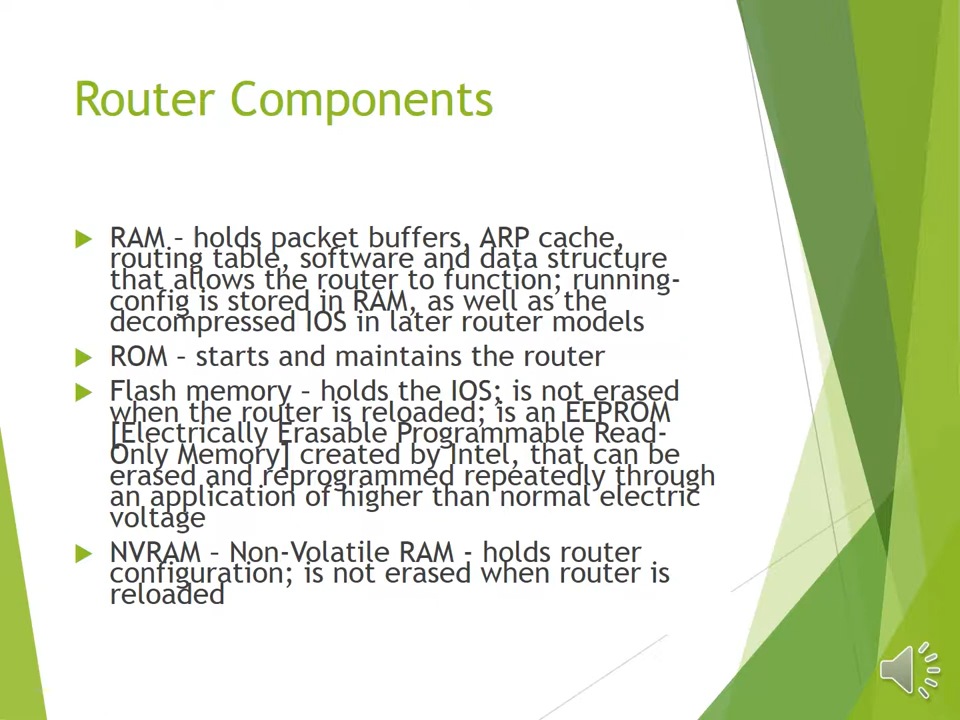 Router Components
RAM – holds packet buffers, ARP cache,
routing table, software and data structure
that allows the router to function; running-
config is stored in RAM, as well as the
decompressed IOS in later router models
ROM – starts and maintains the router
Flash memory – holds the IOS; is not erased
when the router is reloaded; is an EEPROM
[Electrically Erasable Programmable Read-
Only Memory] created by Intel, that can be
erased and reprogrammed repeatedly through
an application of higher than normal electric
voltage
NVRAM – Non-Volatile RAM - holds router
configuration; is not erased when router is
reloaded